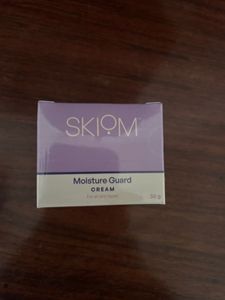 SKIOM
Moisture Guard
CREAM
For all skin types
50 g